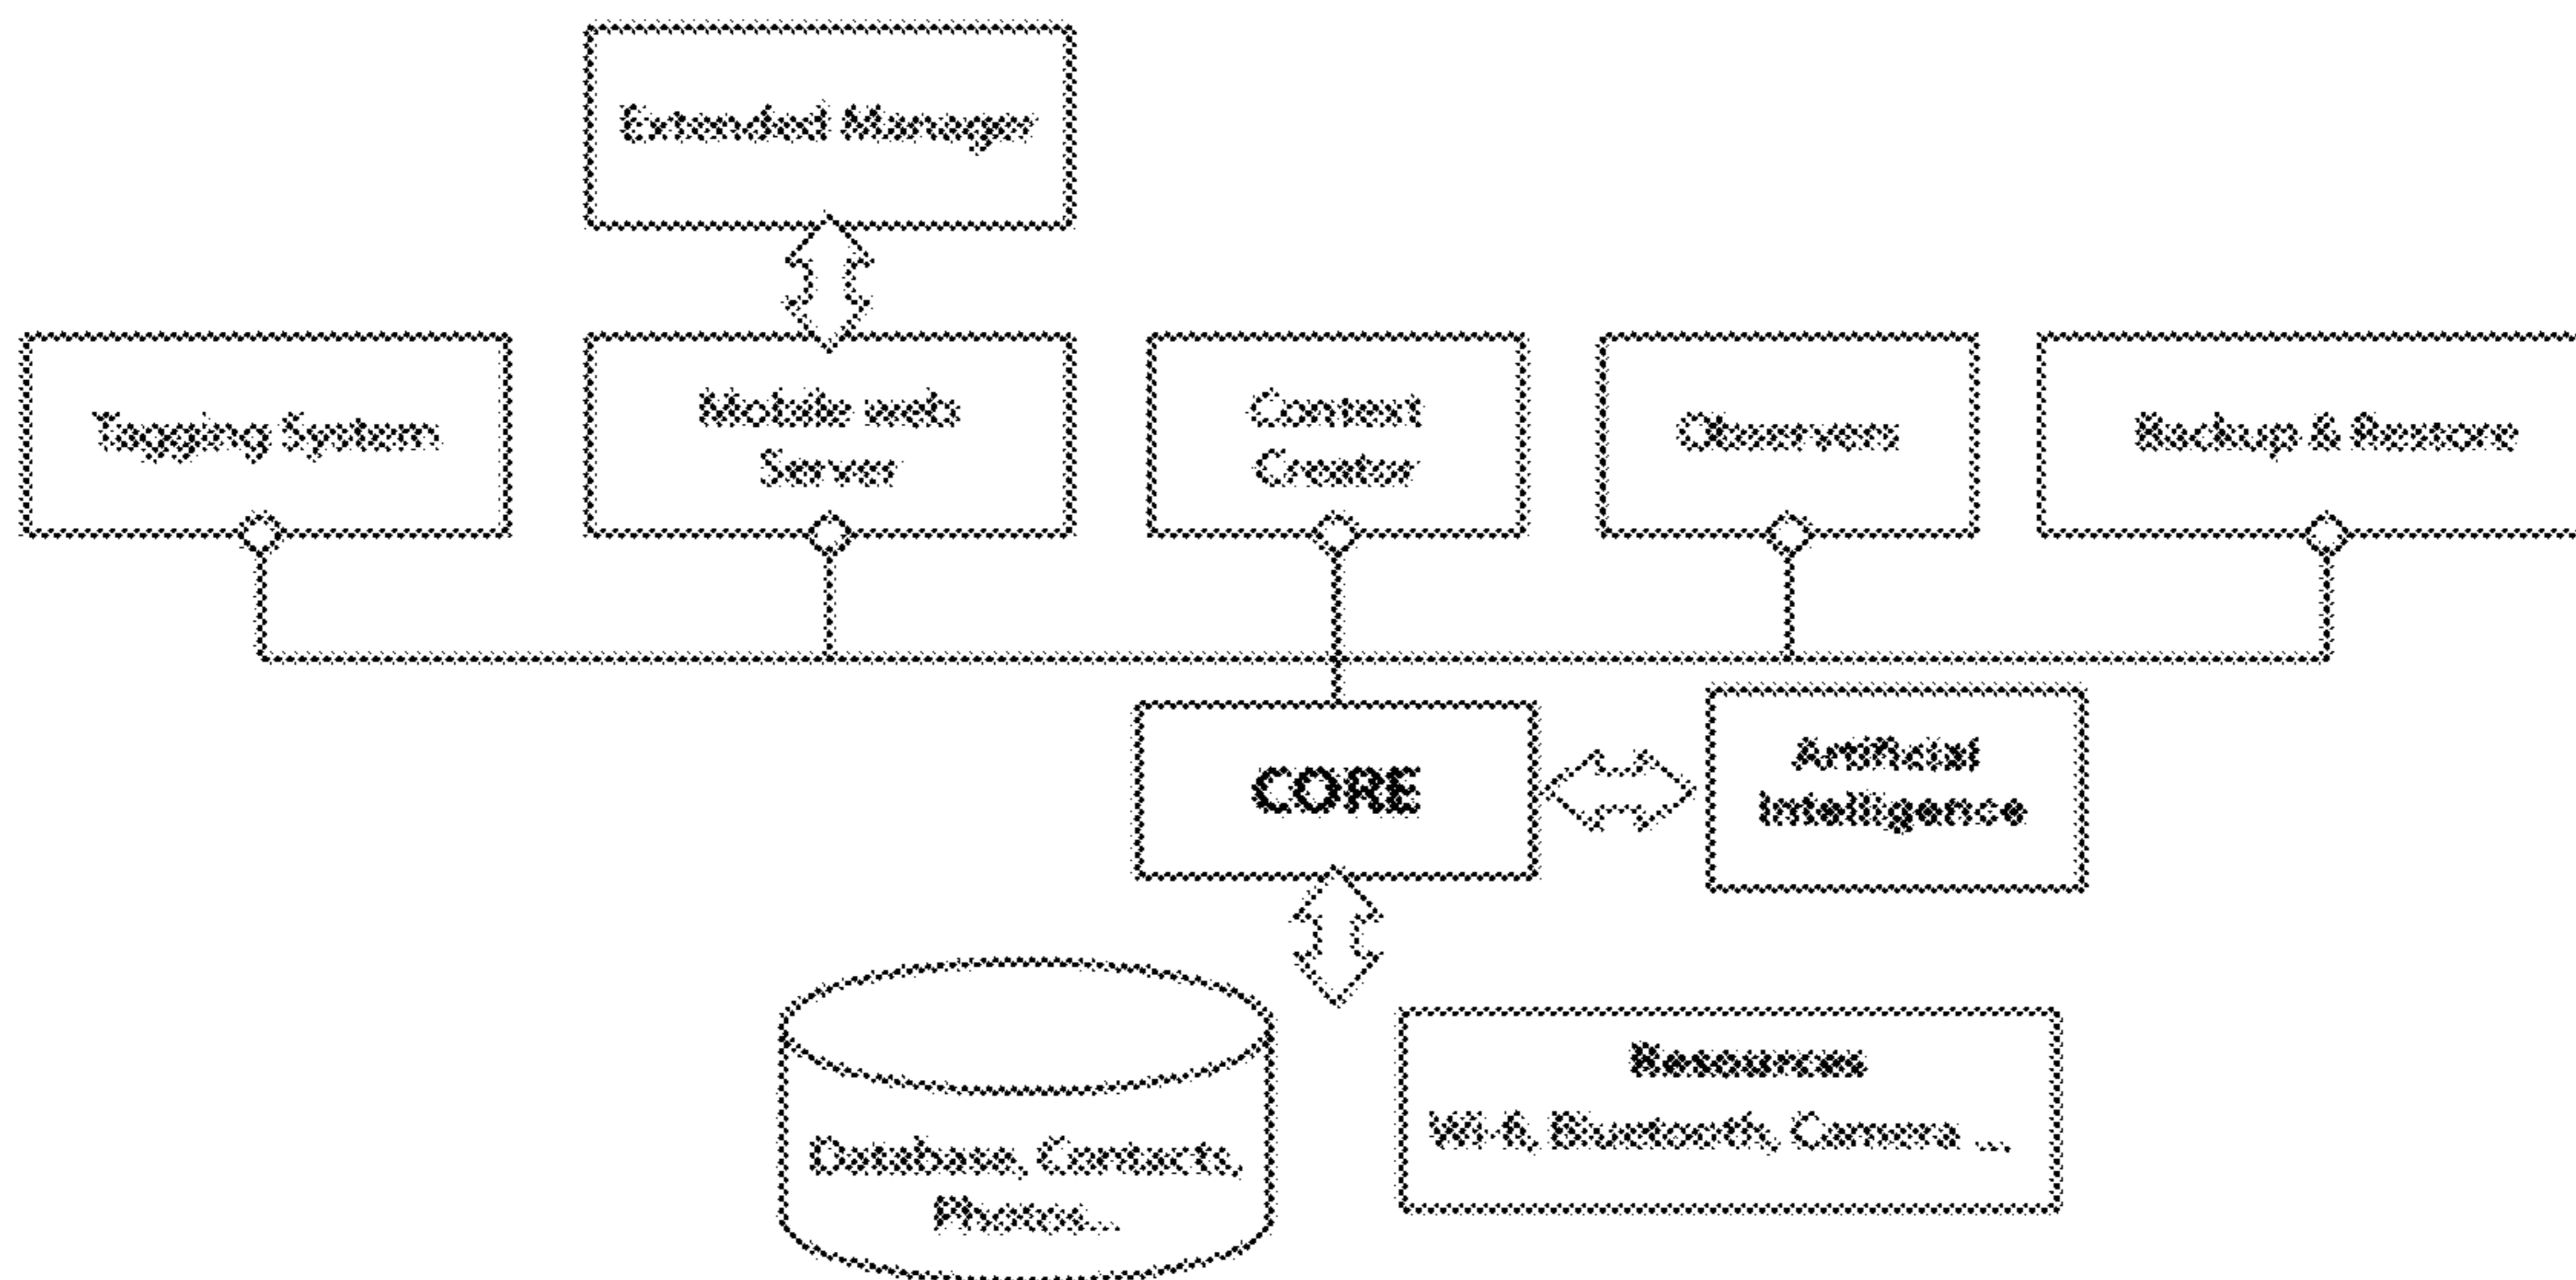 Extended Manager
Tagging System
Mobile web
Server
Context
Creator
Observers
Backup & Restore
CORE
Artificial
Intelligence
Resources
Wi-fi, Bluetooth, Camera ...
Database, Contacts,
Photos...